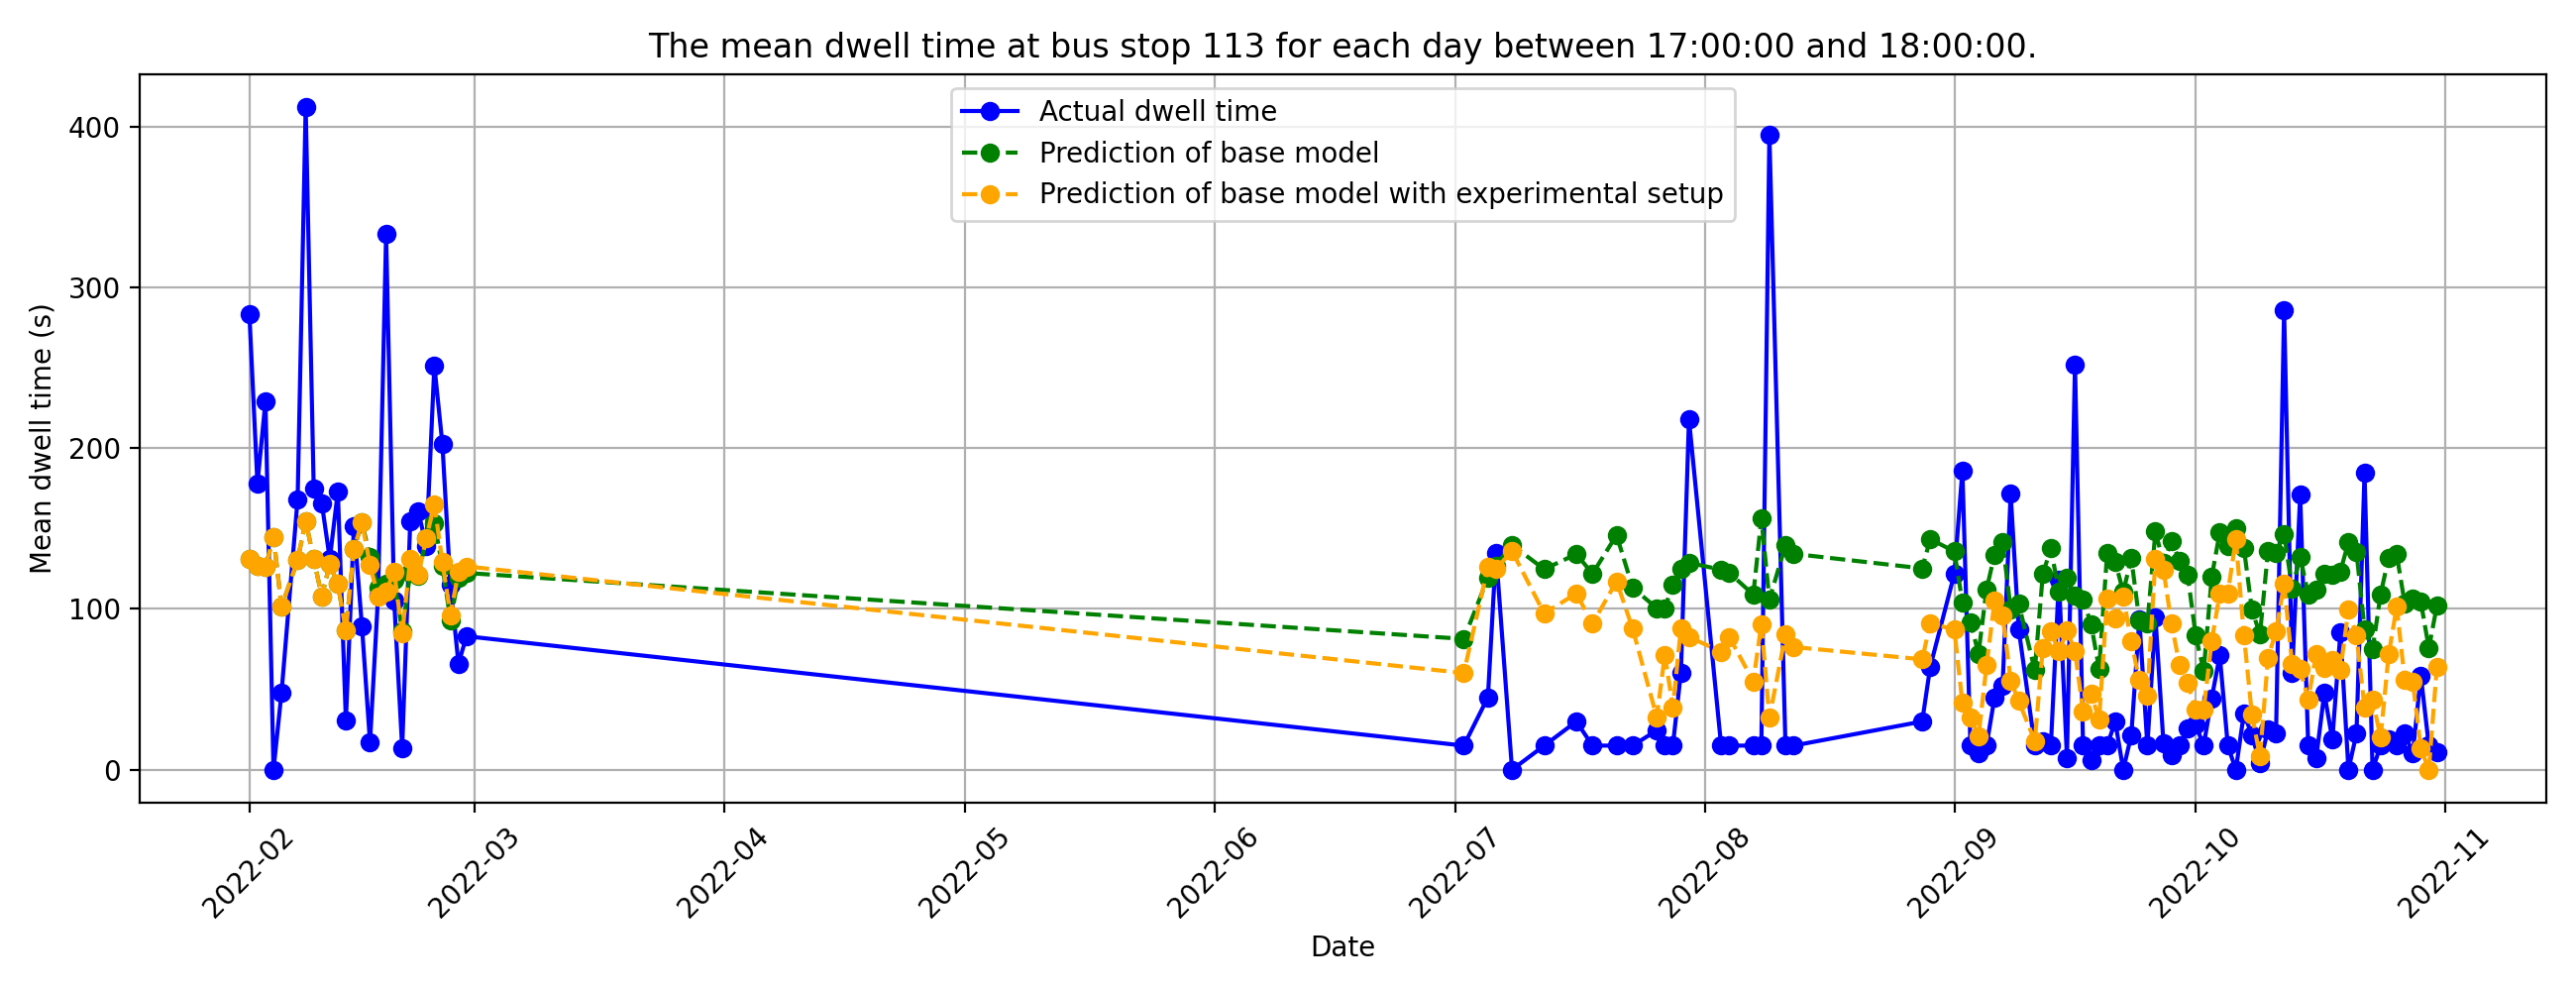 The mean dwell time at bus stop 113 for each day between 17:00:00 and 18:00:00.
Actual dwell time
Prediction of base model
Prediction of base model with experimental setup
Mean dwell time (s)
400
300
200
100
0
2022-02
2022-03
2022-04
2022-05
2022-06
2022-07
2022-08
2022-09
2022-10
2022-11
Date